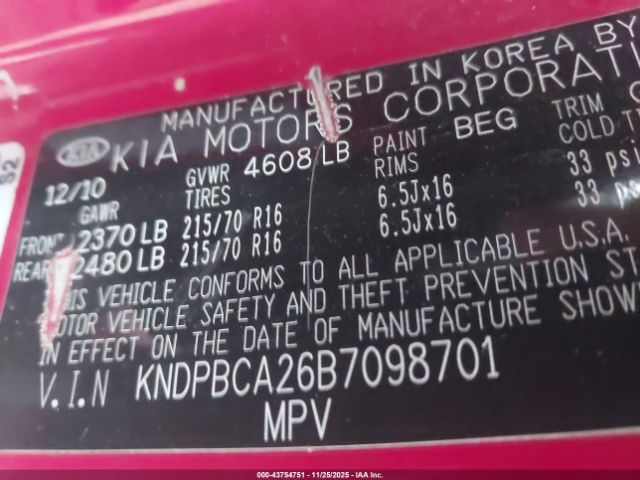 MANUFACTURED IN KOREA BY
KIA KIA MOTORS CORPORATI
12/10 GVWR 4608 LB PAINT BEG TRIM
GAWR TIRES RIMS COLD T
FRONT 2370 LB 215/70 R16 6.5Jx16 33 psi
REAR 2480 LB 215/70 R16 6.5Jx16 33 p
THIS VEHICLE CONFORMS TO ALL APPLICABLE U.S.A.
MOTOR VEHICLE SAFETY AND THEFT PREVENTION ST
IN EFFECT ON THE DATE OF MANUFACTURE SHOW
V.I.N KNDPBCA26B7098701
MPV
S2
000-43754751 - 11/25/2025 - IAA Inc.